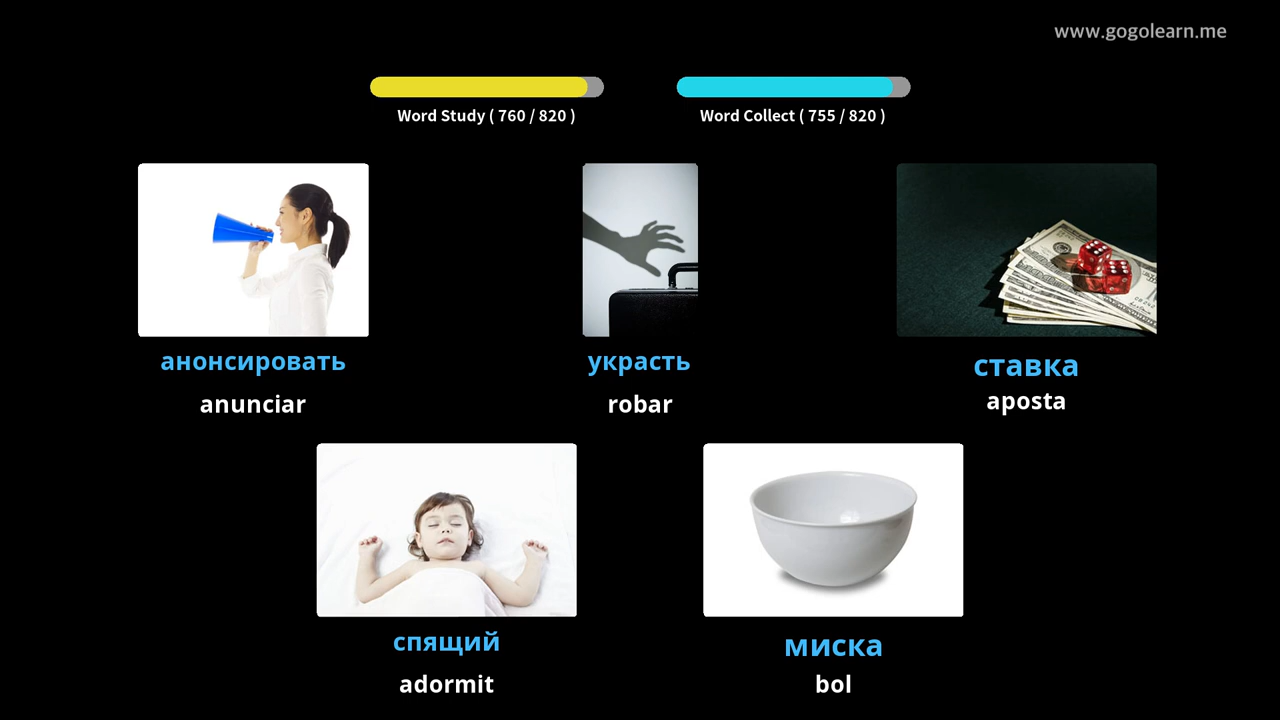 www.gogolearn.me
Word Study ( 760 / 820 )
Word Collect ( 755 / 820 )
анонсировать
anunciar
украсть
robar
ставка
aposta
спящий
adormit
миска
bol